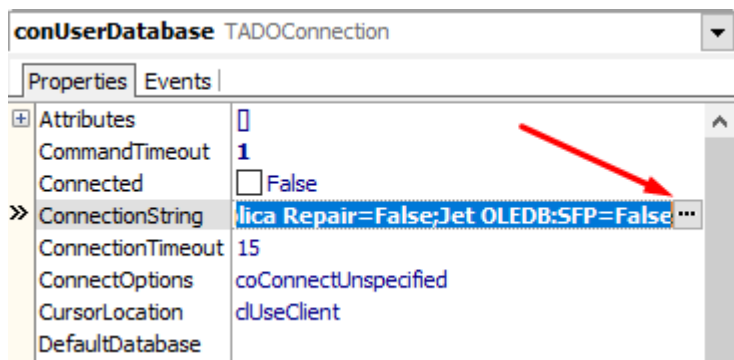 conUserDatabase TADOConnection
Properties Events
Attributes []
CommandTimeout 1
Connected False
ConnectionString lica Repair=False;Jet OLEDB:SFP=False ...
ConnectionTimeout 15
ConnectOptions coConnectUnspecified
CursorLocation clUseClient
DefaultDatabase